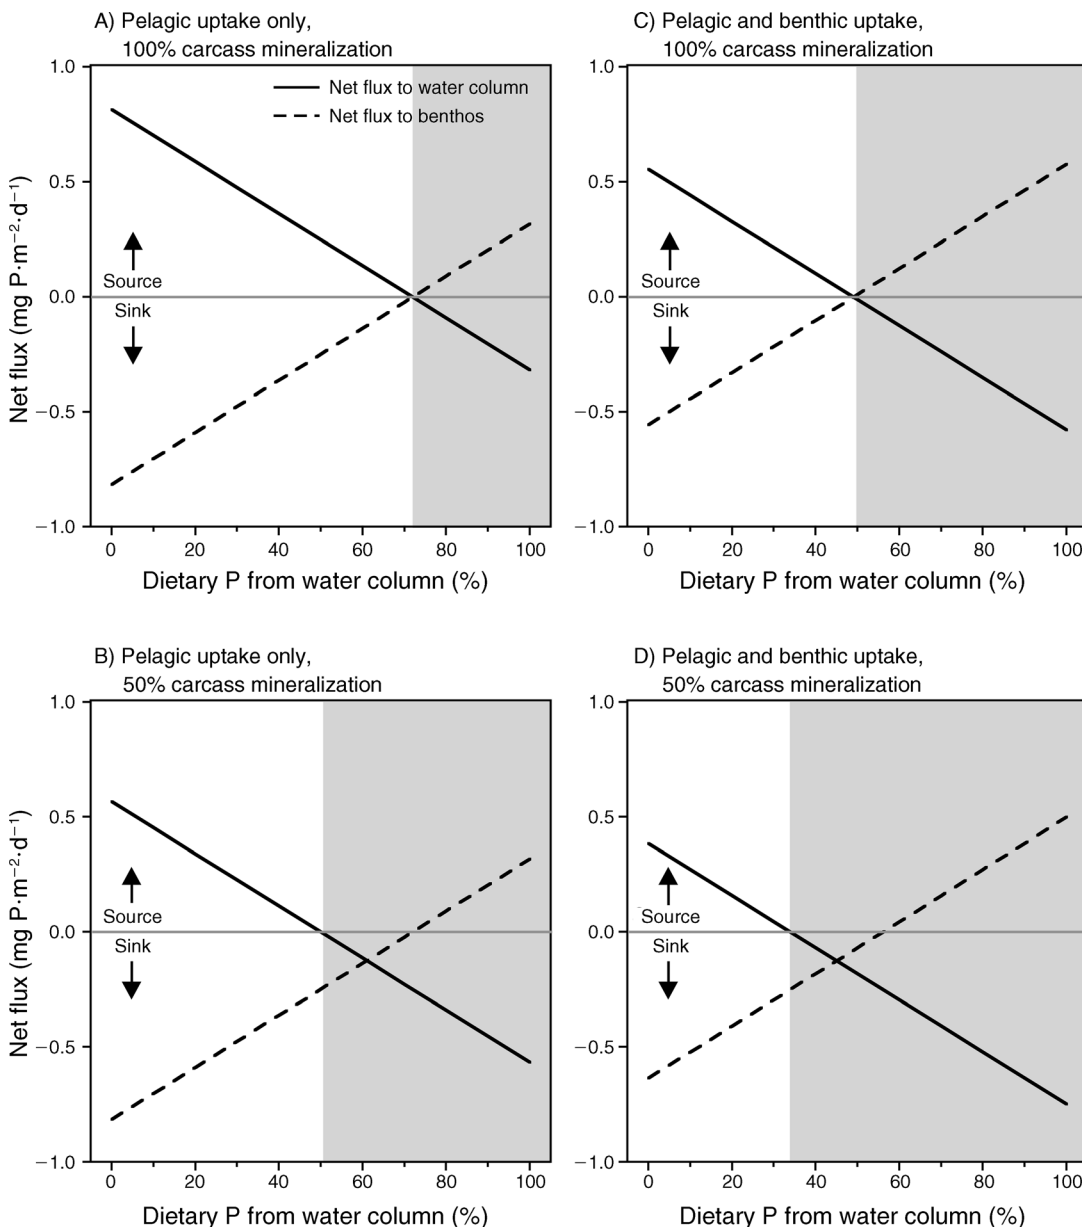 A) Pelagic uptake only,
100% carcass mineralization
1.0
0.5
0.0
−0.5
−1.0
Net flux (mg P·m⁻²·d⁻¹)
Net flux to water column
Net flux to benthos
Source
Sink
0 20 40 60 80 100
Dietary P from water column (%)
C) Pelagic and benthic uptake,
100% carcass mineralization
1.0
0.5
0.0
−0.5
−1.0
Source
Sink
0 20 40 60 80 100
Dietary P from water column (%)
B) Pelagic uptake only,
50% carcass mineralization
1.0
0.5
0.0
−0.5
−1.0
Net flux (mg P·m⁻²·d⁻¹)
Source
Sink
0 20 40 60 80 100
Dietary P from water column (%)
D) Pelagic and benthic uptake,
50% carcass mineralization
1.0
0.5
0.0
−0.5
−1.0
Source
Sink
0 20 40 60 80 100
Dietary P from water column (%)